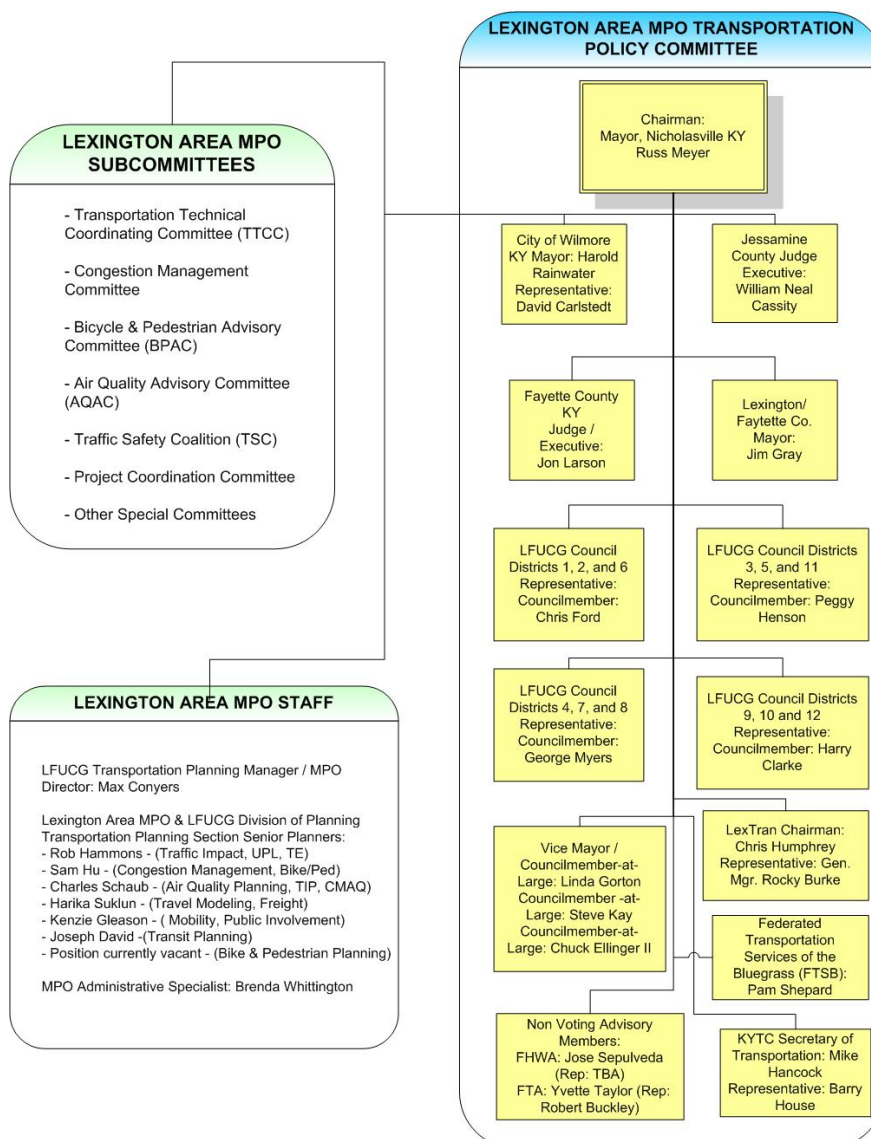 LEXINGTON AREA MPO TRANSPORTATION
POLICY COMMITTEE
Chairman:
Mayor, Nicholasville KY
Russ Meyer
LEXINGTON AREA MPO
SUBCOMMITTEES
- Transportation Technical
Coordinating Committee (TTCC)
- Congestion Management
Committee
- Bicycle & Pedestrian Advisory
Committee (BPAC)
- Air Quality Advisory Committee
(AQAC)
- Traffic Safety Coalition (TSC)
- Project Coordination Committee
- Other Special Committees
City of Wilmore
KY Mayor: Harold
Rainwater
Representative:
David Carlstedt
Jessamine
County Judge
Executive:
William Neal
Cassity
Fayette County
KY
Judge /
Executive:
Jon Larson
Lexington/
Faytette Co.
Mayor:
Jim Gray
LFUCG Council
Districts 1, 2, and 6
Representative:
Councilmember:
Chris Ford
LFUCG Council Districts
3, 5, and 11
Representative:
Councilmember: Peggy
Henson
LFUCG Council
Districts 4, 7, and 8
Representative:
Councilmember:
George Myers
LFUCG Council Districts
9, 10 and 12
Representative:
Councilmember: Harry
Clarke
LEXINGTON AREA MPO STAFF
LFUCG Transportation Planning Manager / MPO
Director: Max Conyers
Lexington Area MPO & LFUCG Division of Planning
Transportation Planning Section Senior Planners:
- Rob Hammons - (Traffic Impact, UPL, TE)
- Sam Hu - (Congestion Management, Bike/Ped)
- Charles Schaub - (Air Quality Planning, TIP, CMAQ)
- Harika Suklun - (Travel Modeling, Freight)
- Kenzie Gleason - ( Mobility, Public Involvement)
- Joseph David -(Transit Planning)
- Position currently vacant - (Bike & Pedestrian Planning)
MPO Administrative Specialist: Brenda Whittington
Vice Mayor /
Councilmember-at-
Large: Linda Gorton
Councilmember -at-
Large: Steve Kay
Councilmember-at-
Large: Chuck Ellinger II
LexTran Chairman:
Chris Humphrey
Representative: Gen.
Mgr. Rocky Burke
Federated
Transportation
Services of the
Bluegrass (FTSB):
Pam Shepard
Non Voting Advisory
Members:
FHWA: Jose Sepulveda
(Rep: TBA)
FTA: Yvette Taylor (Rep:
Robert Buckley)
KYTC Secretary of
Transportation: Mike
Hancock
Representative: Barry
House